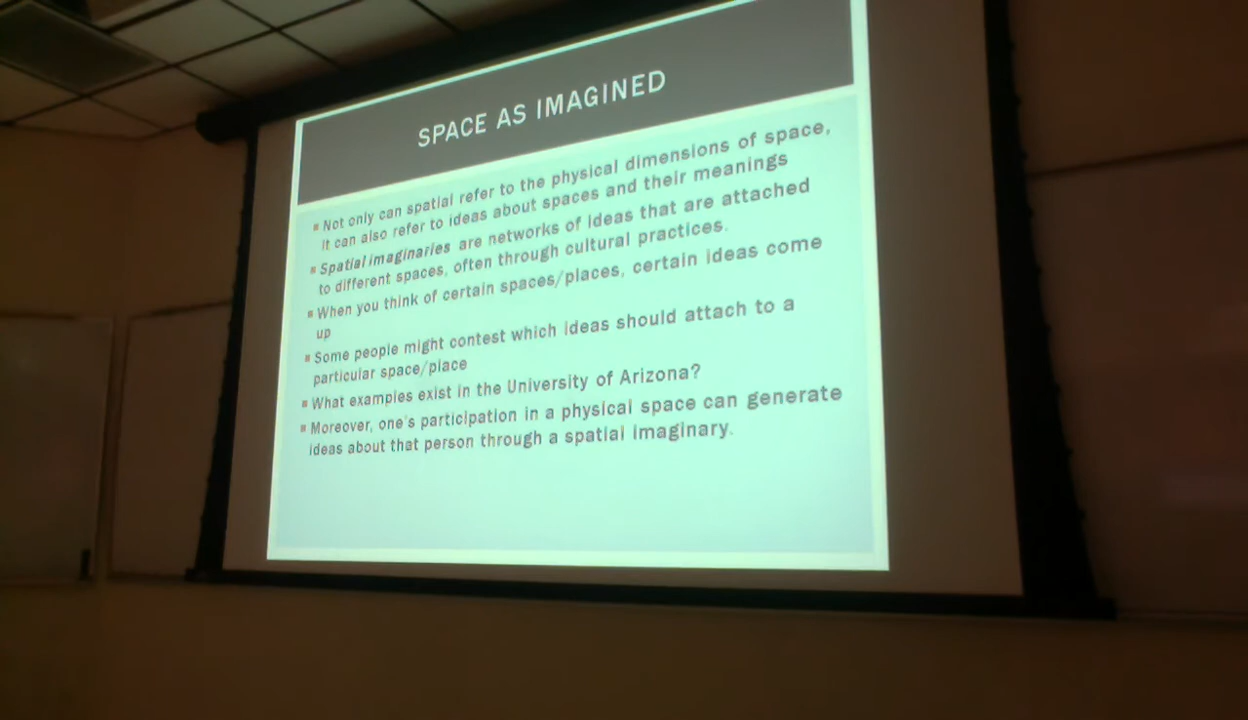 SPACE AS IMAGINED
▪ Not only can spatial refer to the physical dimensions of space,
it can also refer to ideas about spaces and their meanings
▪ Spatial imaginaries are networks of ideas that are attached
to different spaces, often through cultural practices.
▪ When you think of certain spaces/places, certain ideas come
up
▪ Some people might contest which ideas should attach to a
particular space/place
▪ What examples exist in the University of Arizona?
▪ Moreover, one's participation in a physical space can generate
ideas about that person through a spatial imaginary.